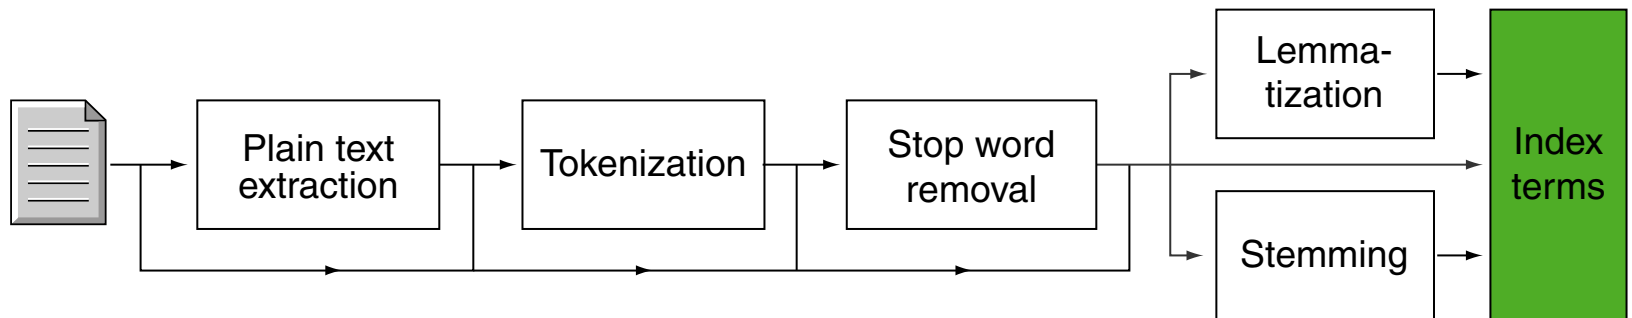 Plain text
extraction
Tokenization
Stop word
removal
Lemma-
tization
Stemming
Index
terms